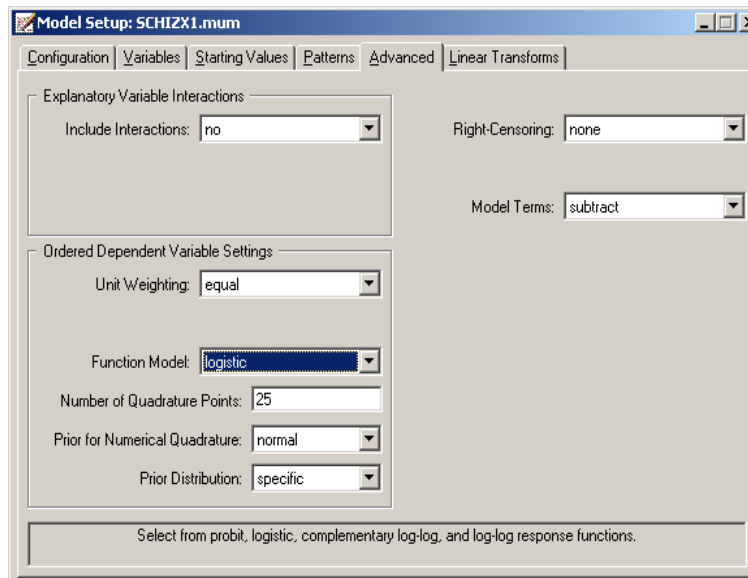 Model Setup: SCHIZX1.mum
Configuration Variables Starting Values Patterns Advanced Linear Transforms
Explanatory Variable Interactions
Include Interactions: no
Right-Censoring: none
Model Terms: subtract
Ordered Dependent Variable Settings
Unit Weighting: equal
Function Model: logistic
Number of Quadrature Points: 25
Prior for Numerical Quadrature: normal
Prior Distribution: specific
Select from probit, logistic, complementary log-log, and log-log response functions.